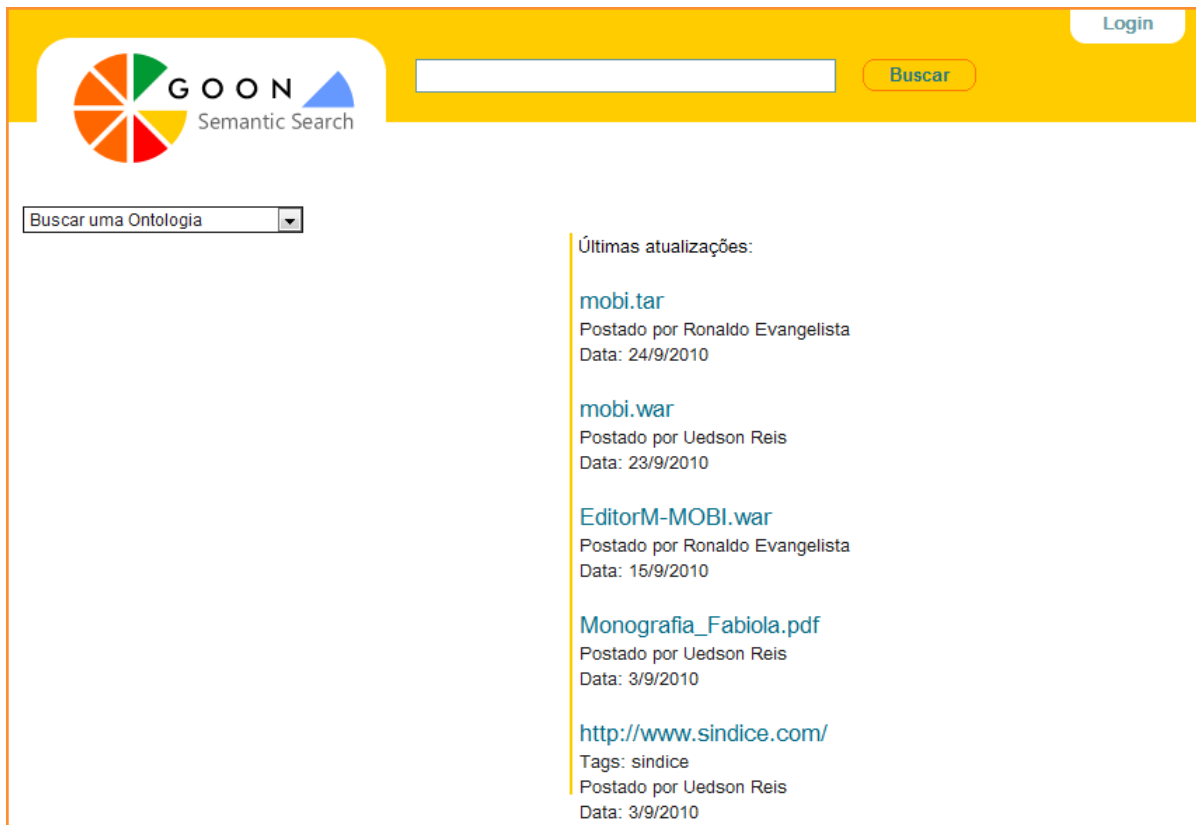 Login
GOON
Semantic Search
Buscar
Buscar uma Ontologia
Últimas atualizações:
mobi.tar
Postado por Ronaldo Evangelista
Data: 24/9/2010
mobi.war
Postado por Uedson Reis
Data: 23/9/2010
EditorM-MOBI.war
Postado por Ronaldo Evangelista
Data: 15/9/2010
Monografia_Fabiola.pdf
Postado por Uedson Reis
Data: 3/9/2010
http://www.sindice.com/
Tags: sindice
Postado por Uedson Reis
Data: 3/9/2010